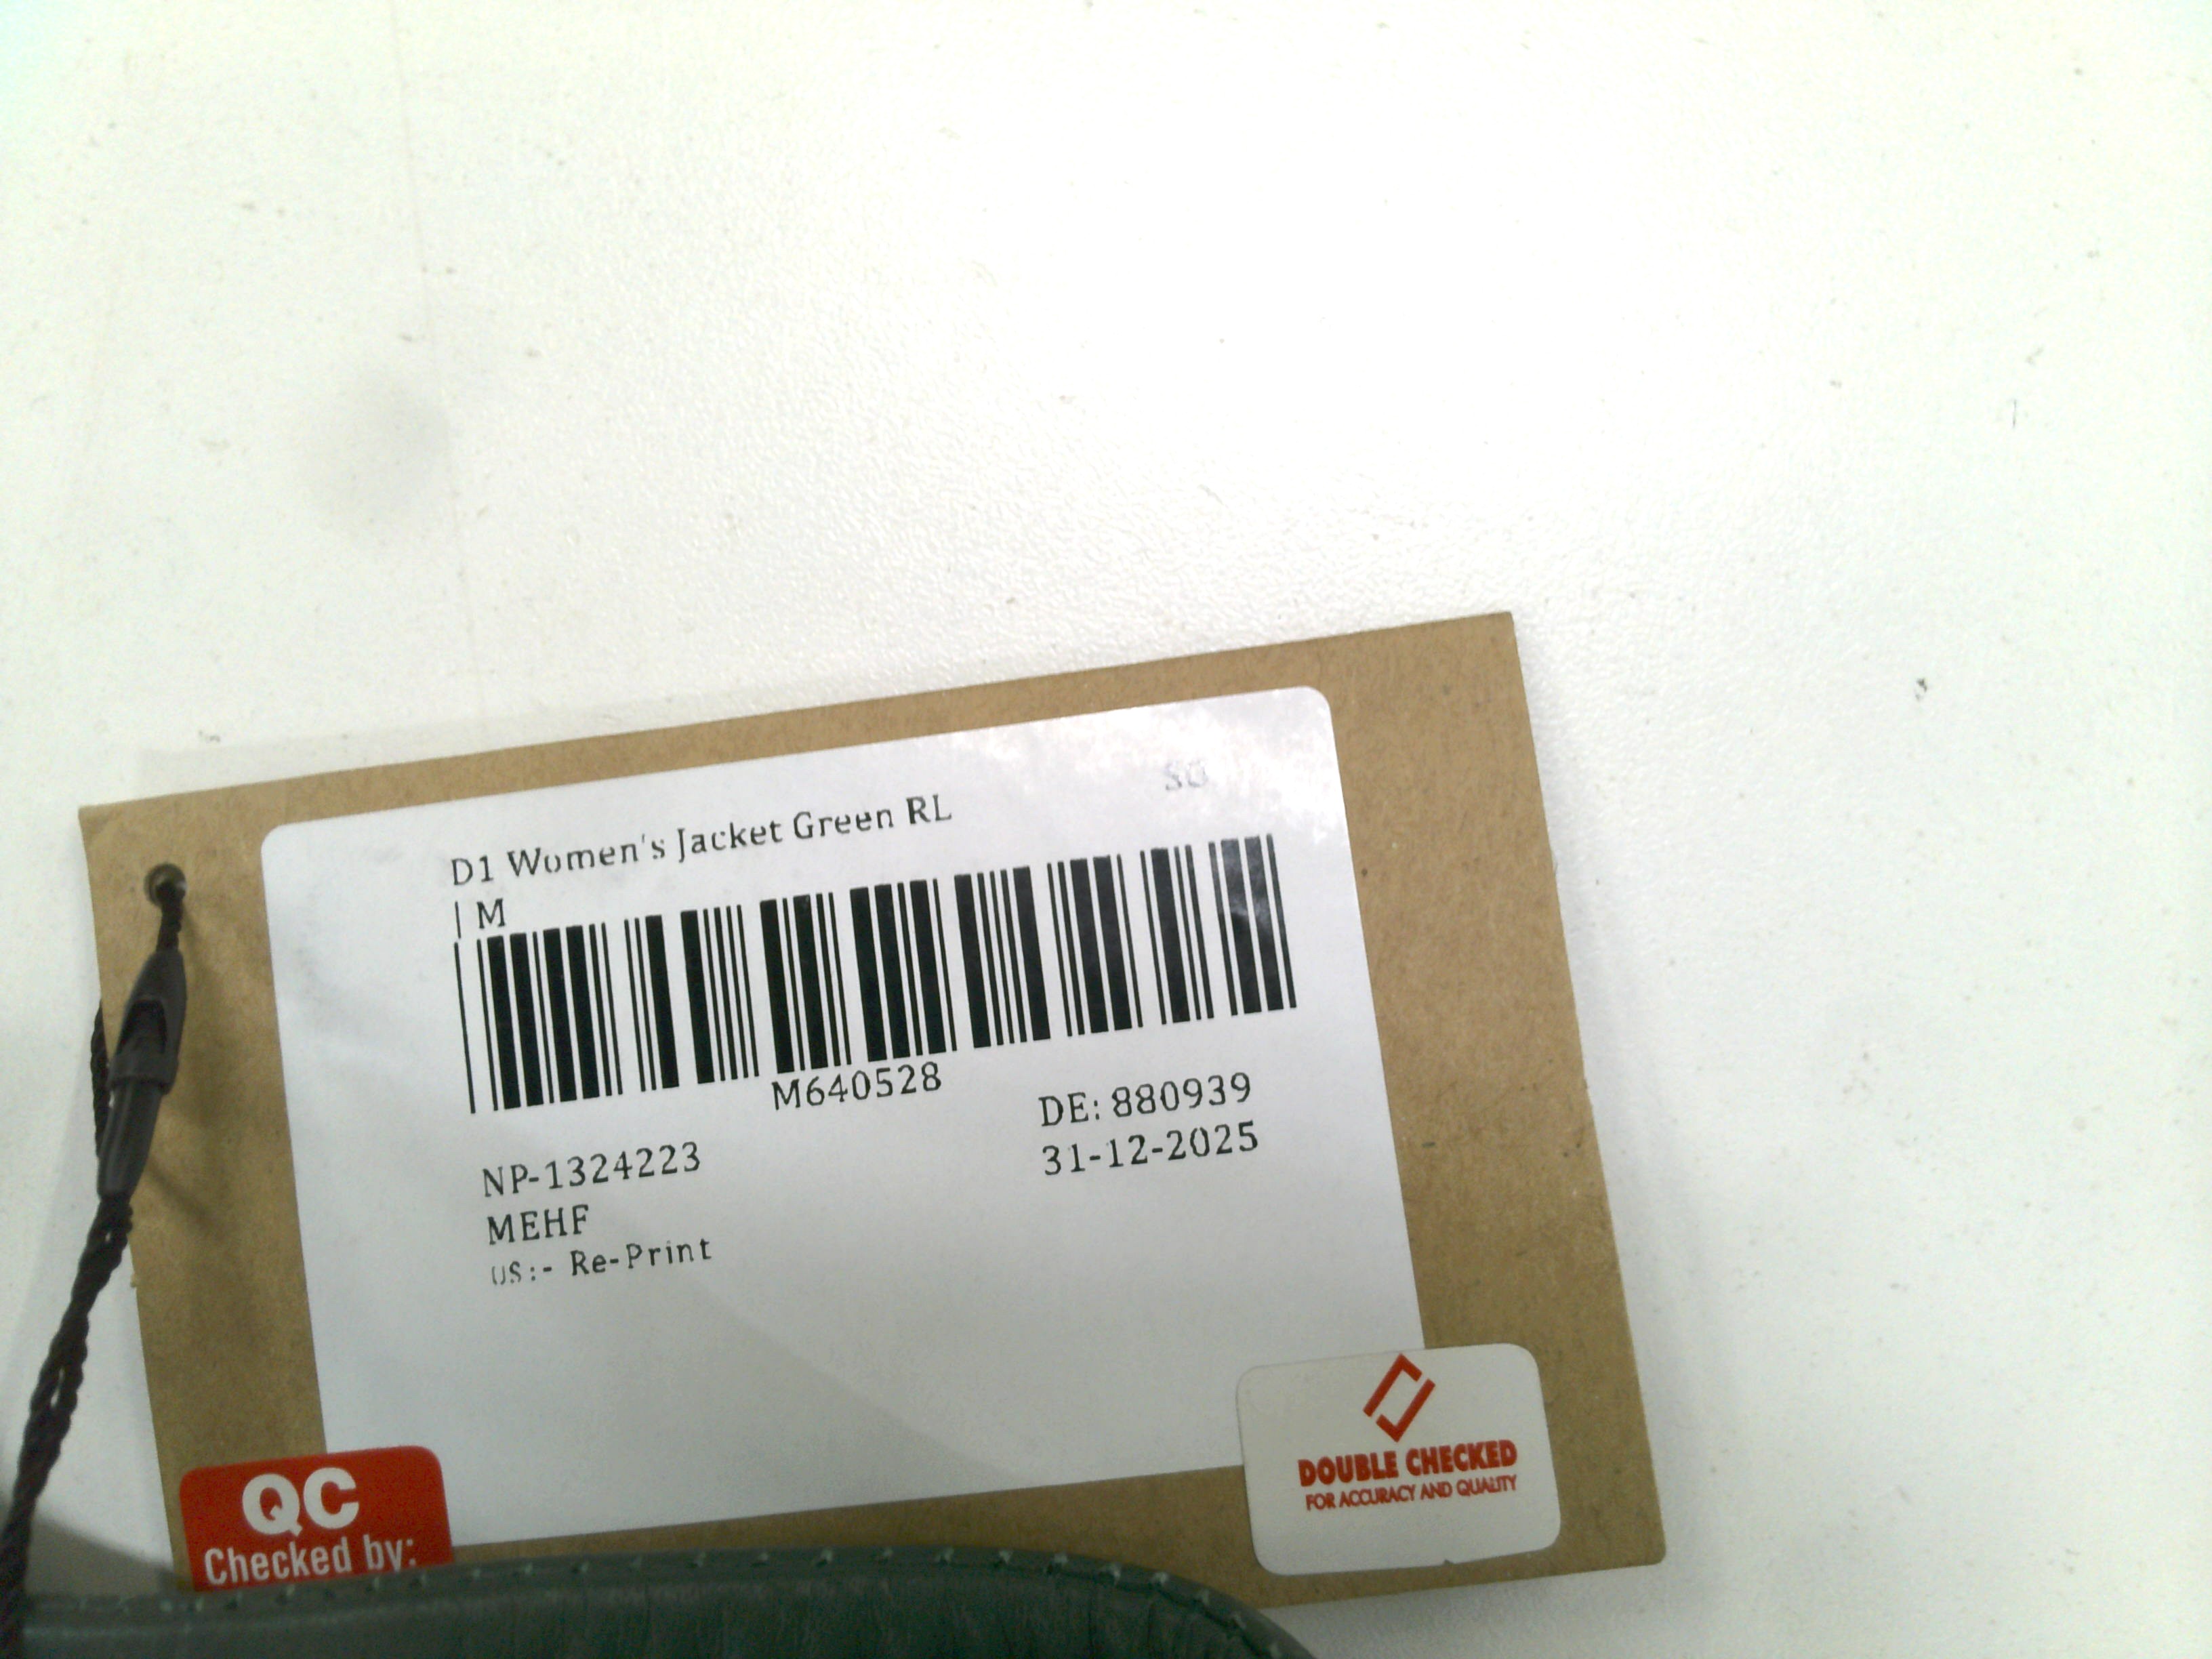 SO
D1 Women's Jacket Green RL
| M
M640528
DE: 880939
NP-1324223
31-12-2025
MEHF
US:- Re-Print
DOUBLE CHECKED
FOR ACCURACY AND QUALITY
QC
Checked by: